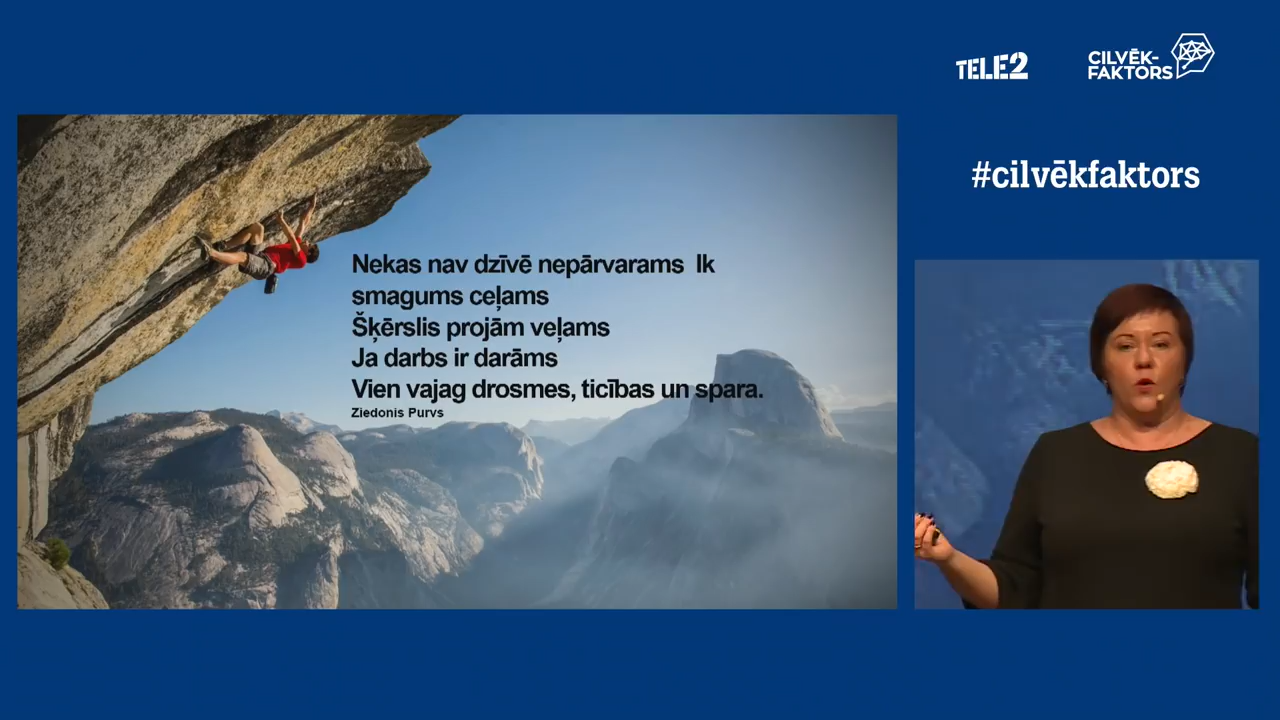 TELE2
CILVĒK-
FAKTORS
#cilvēkfaktors
Nekas nav dzīvē nepārvarams  Ik
smagums ceļams
Šķērslis projām veļams
Ja darbs ir darāms
Vien vajag drosmes, ticības un spara.
Ziedonis Purvs